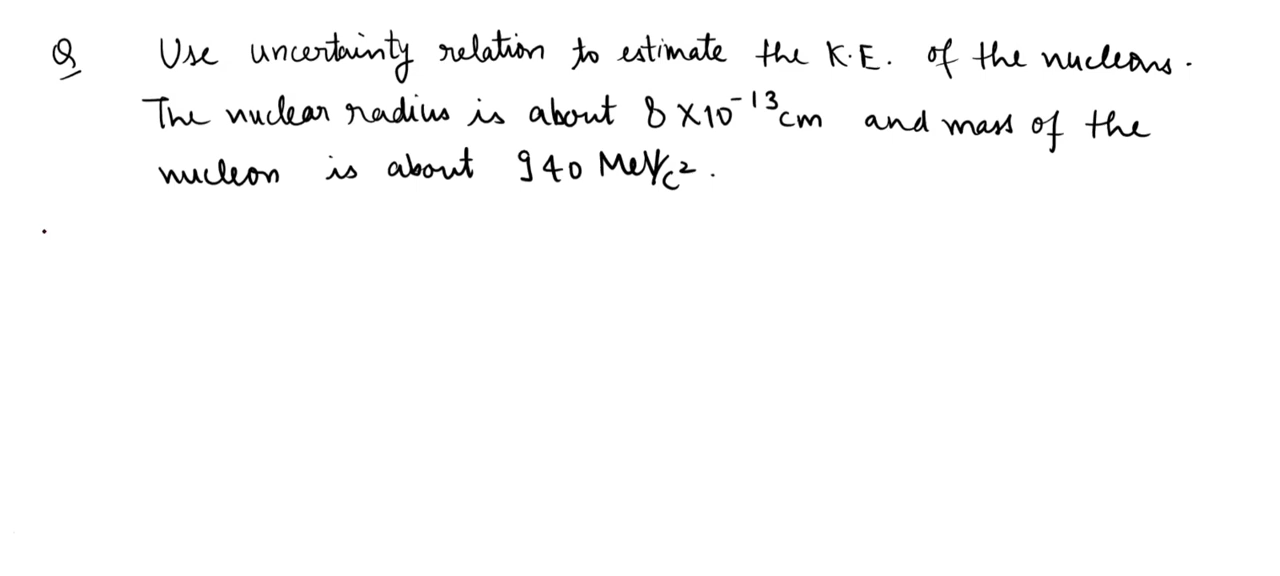 Q Use uncertainty relation to estimate the K.E. of the nucleons.
The nuclear radius is about 8 × 10⁻¹³ cm and mass of the
nucleon is about 940 MeV/c².